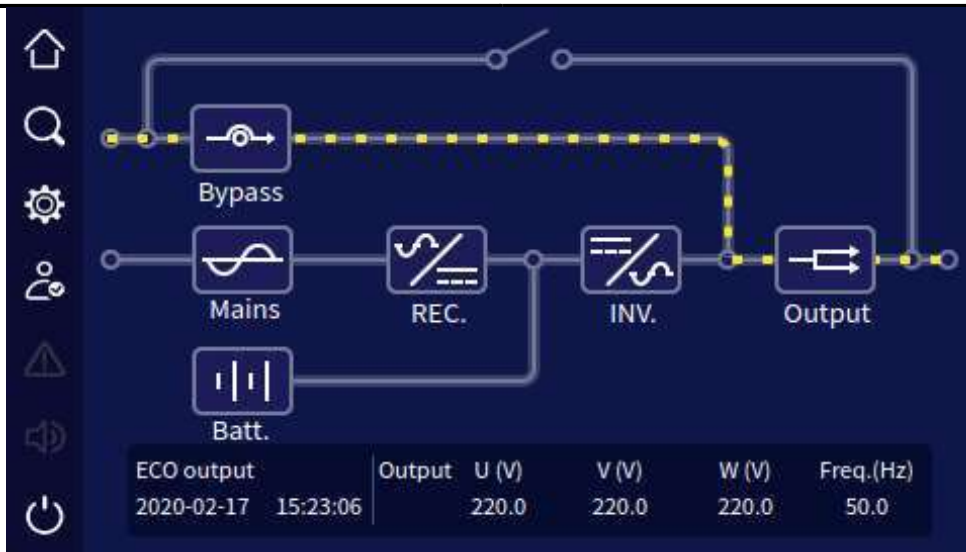 Bypass
Mains
REC.
INV.
Output
Batt.
ECO output
2020-02-17 15:23:06
Output U (V) V (V) W (V) Freq.(Hz)
220.0 220.0 220.0 50.0